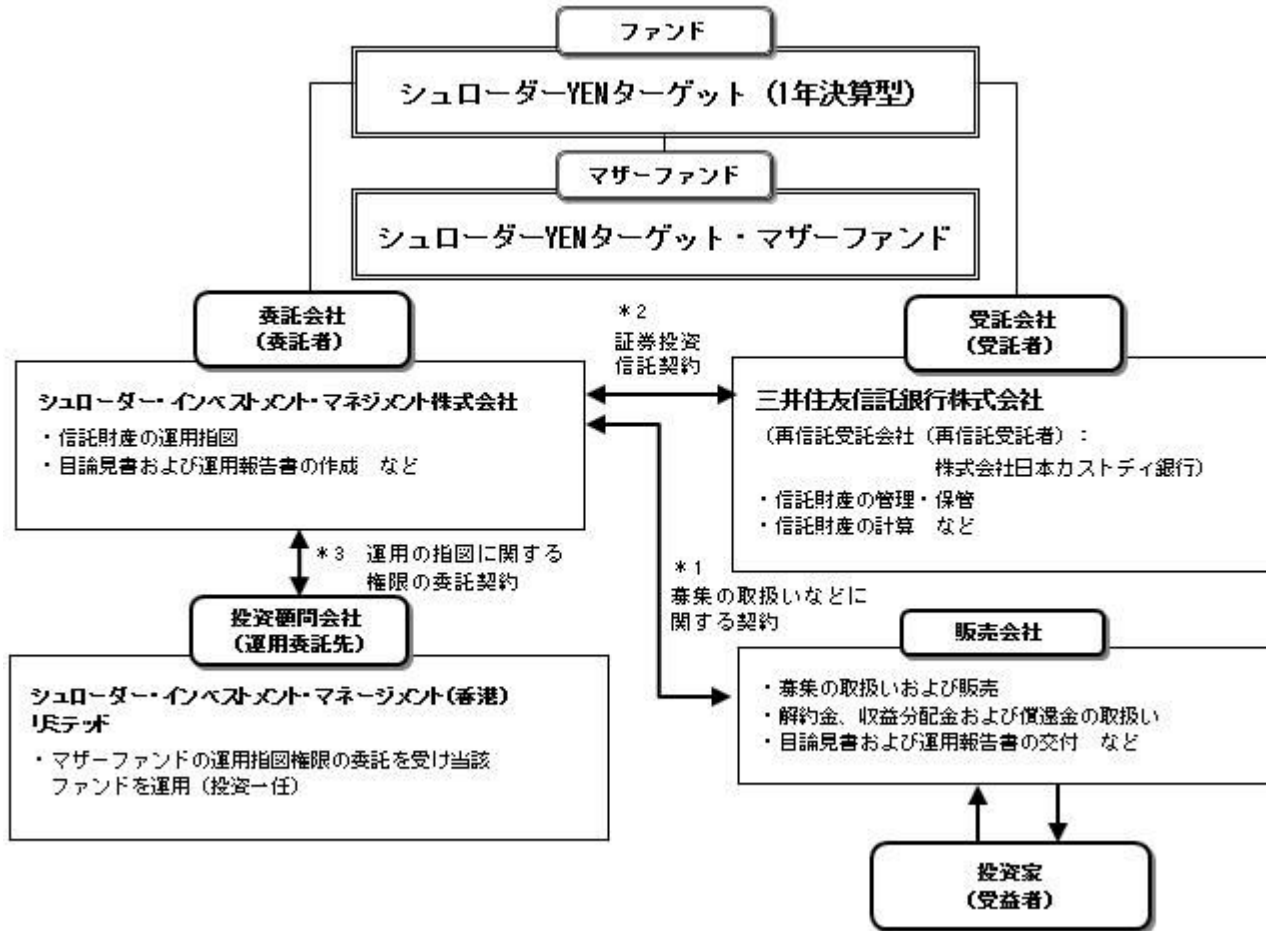 ファンド
シュローダーYENターゲット（1年決算型）
マザーファンド
シュローダーYENターゲット・マザーファンド
委託会社
（委託者）
シュローダー・インベストメント・マネジメント株式会社
・信託財産の運用指図
・目論見書および運用報告書の作成　など
＊2
証券投資
信託契約
受託会社
（受託者）
三井住友信託銀行株式会社
（再信託受託会社（再信託受託者）：
株式会社日本カストディ銀行）
・信託財産の管理・保管
・信託財産の計算　など
＊3　運用の指図に関する
権限の委託契約
＊1
募集の取扱いなどに
関する契約
投資顧問会社
（運用委託先）
シュローダー・インベストメント・マネージメント（香港）
リミテッド
・マザーファンドの運用指図権限の委託を受け当該
ファンドを運用（投資一任）
販売会社
・募集の取扱いおよび販売
・解約金、収益分配金および償還金の取扱い
・目論見書および運用報告書の交付　など
投資家
（受益者）